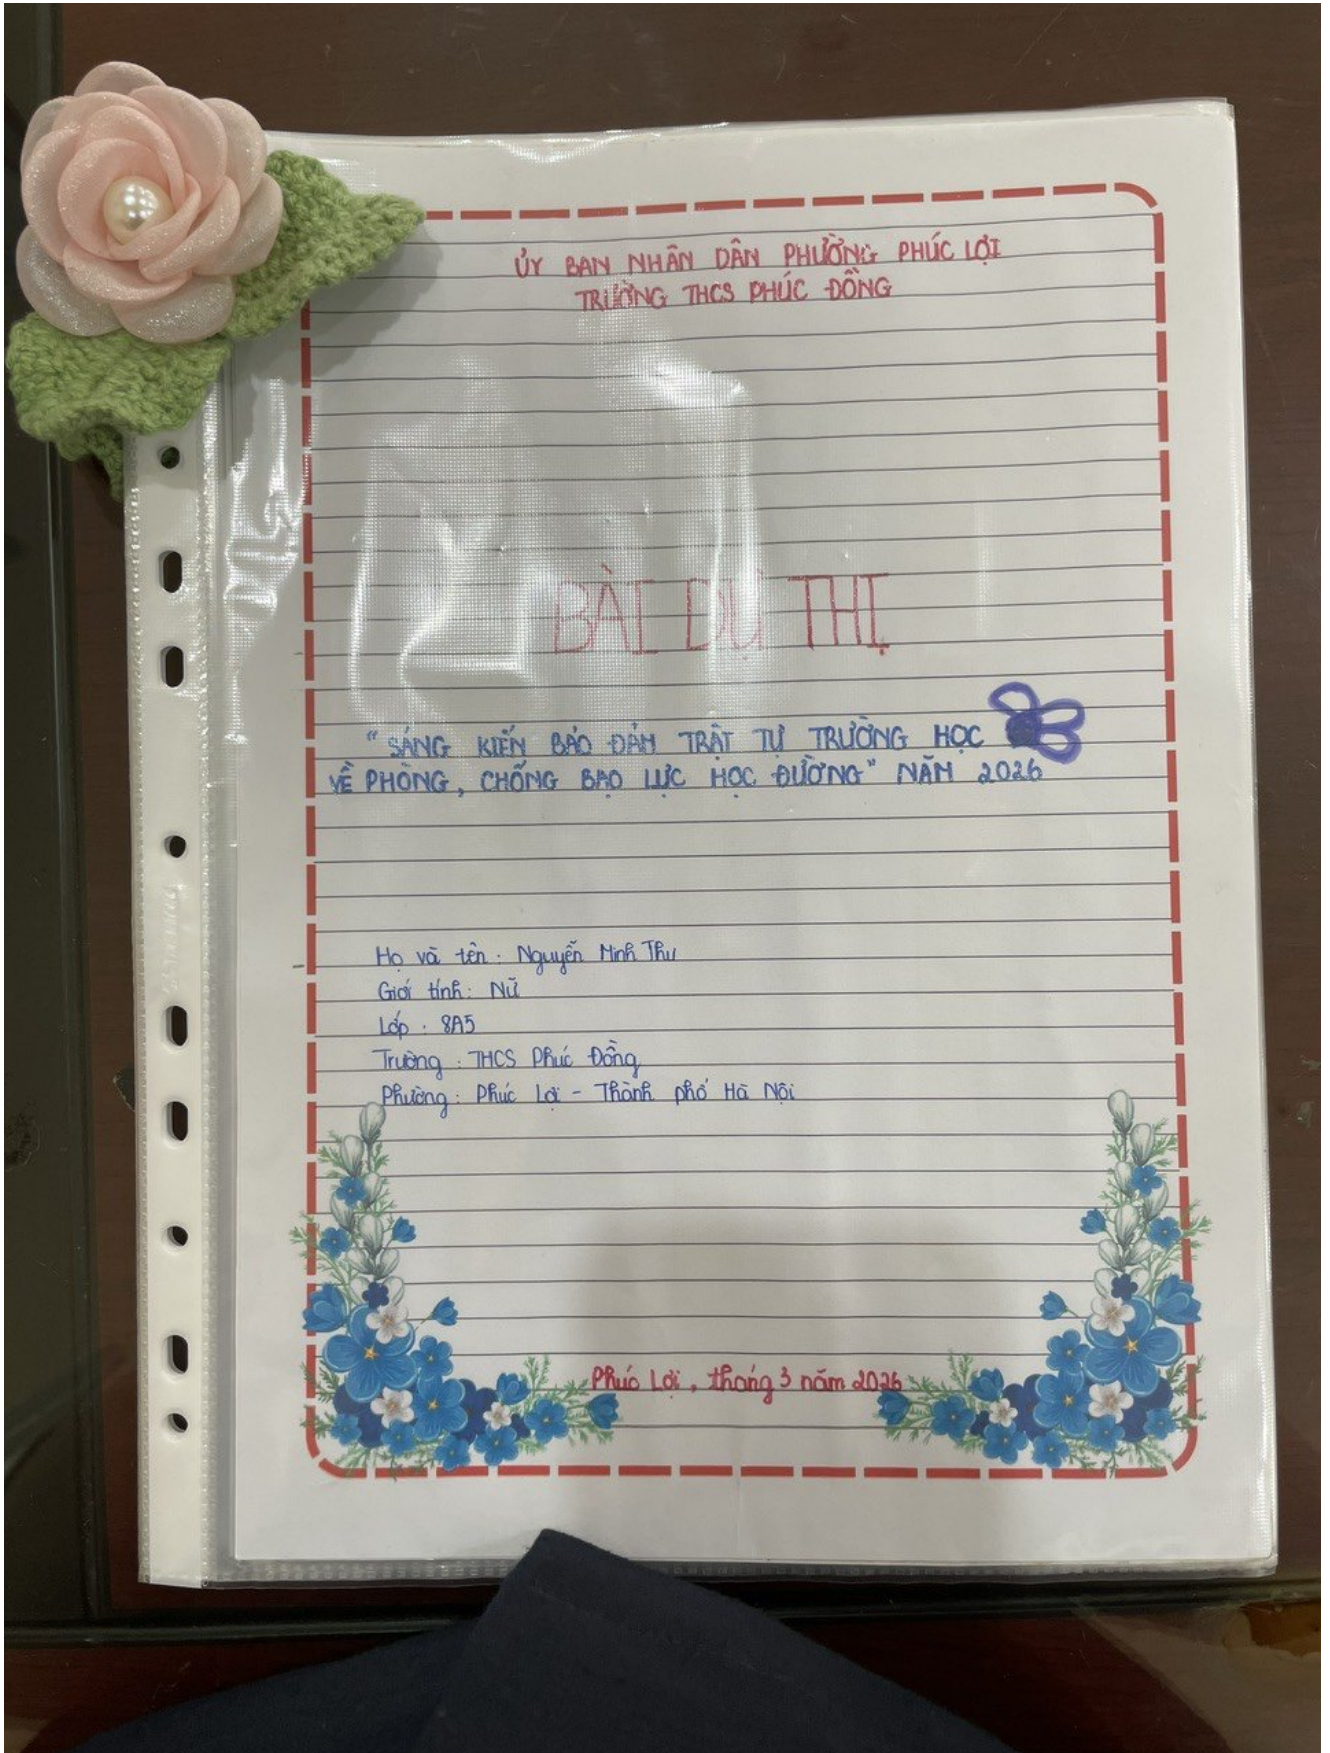 ỦY BAN NHÂN DÂN PHƯỜNG PHÚC LỢI
TRƯỜNG THCS PHÚC ĐỒNG
BÀI DỰ THỊ
"SÁNG KIẾN BẢO ĐẢM TRẬT TỰ TRƯỜNG HỌC
VỀ PHÒNG, CHỐNG BẠO LỰC HỌC ĐƯỜNG" NĂM 2026
Họ và tên: Nguyễn Minh Thư
Giới tính: Nữ
Lớp: 8A5
Trường: THCS Phúc Đồng
Phường: Phúc Lợi - Thành phố Hà Nội
Phúc Lợi, tháng 3 năm 2026